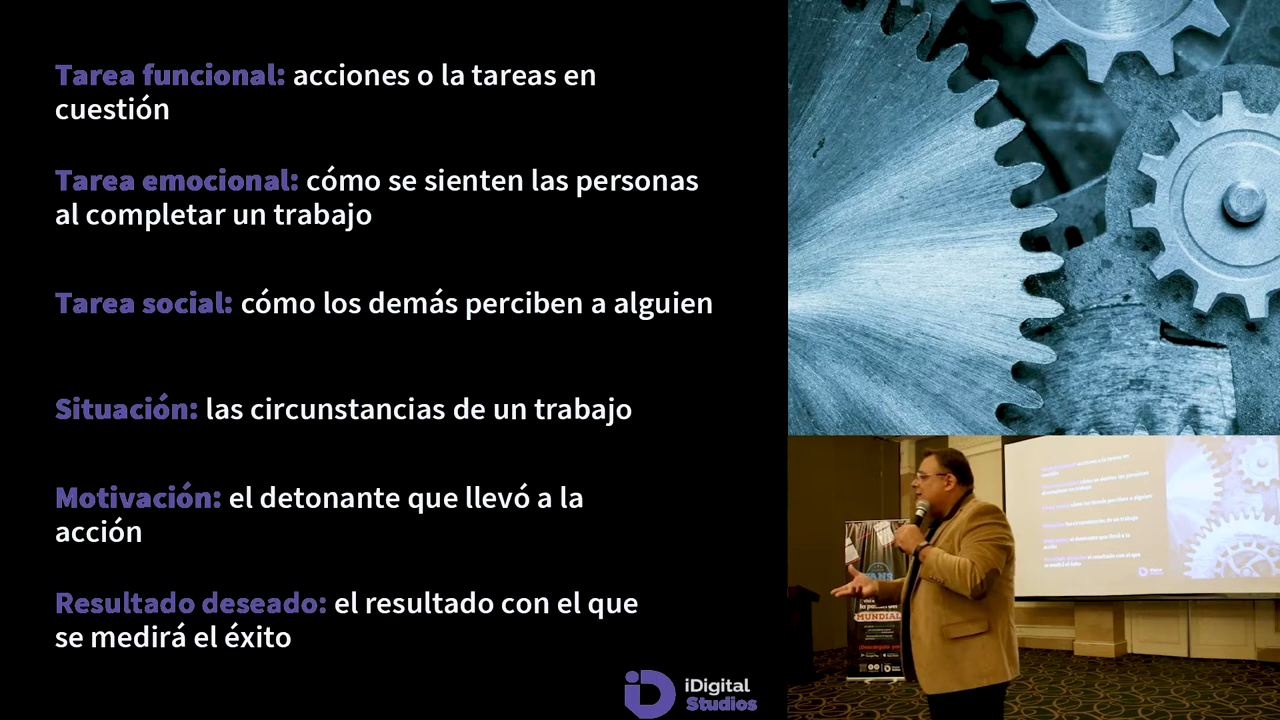 Tarea funcional: acciones o la tareas en
cuestión
Tarea emocional: cómo se sienten las personas
al completar un trabajo
Tarea social: cómo los demás perciben a alguien
Situación: las circunstancias de un trabajo
Motivación: el detonante que llevó a la
acción
Resultado deseado: el resultado con el que
se medirá el éxito
iDigital
Studios
MUNDIAL